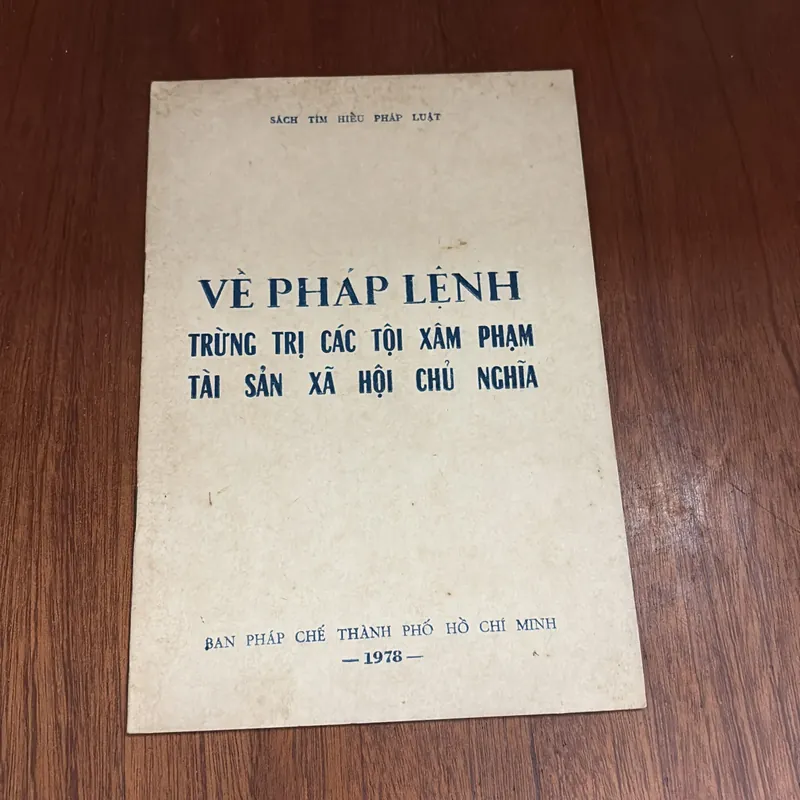 SÁCH TÌM HIỂU PHÁP LUẬT
VỀ PHÁP LỆNH
TRỪNG TRỊ CÁC TỘI XÂM PHẠM
TÀI SẢN XÃ HỘI CHỦ NGHĨA
BAN PHÁP CHẾ THÀNH PHỐ HỒ CHÍ MINH
— 1978 —